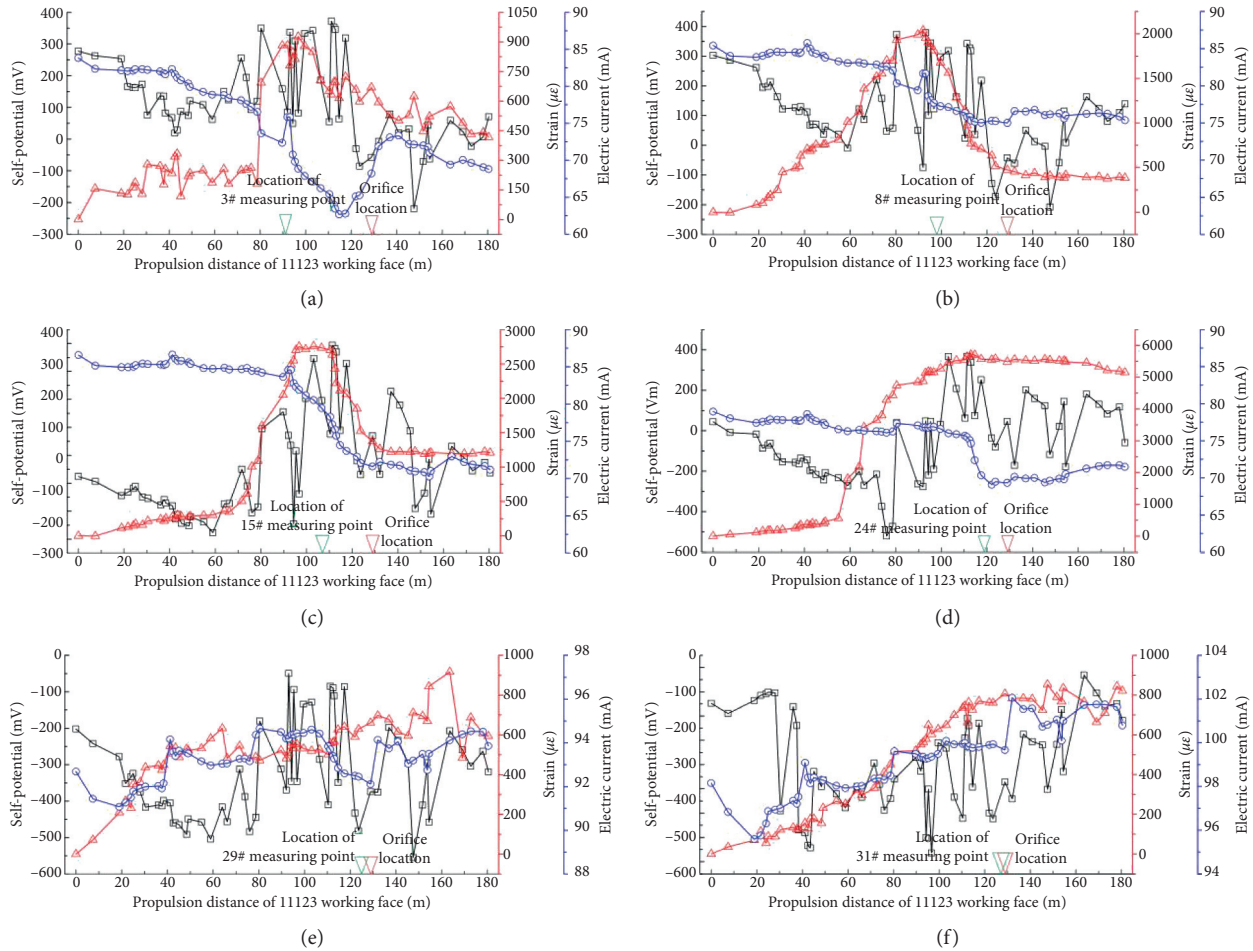 400
300
200
100
0
−100
−200
−300
Self-potential (mV)
0 20 40 60 80 100 120 140 160 180
Propulsion distance of 11123 working face (m)
Location of
3# measuring point
Orifice
location
1050
900
750
600
450
300
150
0
Strain (με)
90
85
80
75
70
65
60
Electric current (mA)
(a)
400
300
200
100
0
−100
−200
−300
Self-potential (mV)
0 20 40 60 80 100 120 140 160 180
Propulsion distance of 11123 working face (m)
Location of
8# measuring point
Orifice
location
2000
1500
1000
500
0
Strain (με)
90
85
80
75
70
65
60
Electric current (mA)
(b)
400
300
200
100
0
−100
−200
−300
Self-potential (mV)
0 20 40 60 80 100 120 140 160 180
Propulsion distance of 11123 working face (m)
Location of
15# measuring point
Orifice
location
3000
2500
2000
1500
1000
500
0
Strain (με)
90
85
80
75
70
65
60
Electric current (mA)
(c)
400
200
0
−200
−400
−600
Self-potential (Vm)
0 20 40 60 80 100 120 140 160 180
Propulsion distance of 11123 working face (m)
Location of
24# measuring point
Orifice
location
6000
5000
4000
3000
2000
1000
0
Strain (με)
90
85
80
75
70
65
60
Electric current (mA)
(d)
0
−100
−200
−300
−400
−500
−600
Self-potential (mV)
0 20 40 60 80 100 120 140 160 180
Propulsion distance of 11123 working face (m)
Location of
29# measuring point
Orifice
location
1000
800
600
400
200
0
Strain (με)
98
96
94
92
90
88
Electric current (mA)
(e)
0
−100
−200
−300
−400
−500
−600
Self-potential (mV)
0 20 40 60 80 100 120 140 160 180
Propulsion distance of 11123 working face (m)
Location of
31# measuring point
Orifice
location
1000
800
600
400
200
0
Strain (με)
104
102
100
98
96
94
Electric current (mA)
(f)